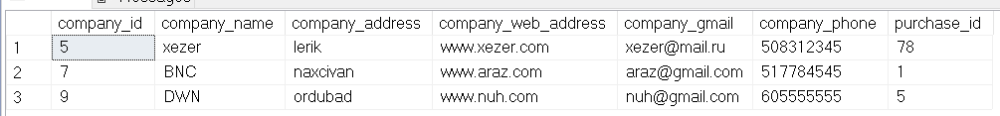 Messages
company_id company_name company_address company_web_address company_gmail company_phone purchase_id
1 5 xezer lerik www.xezer.com xezer@mail.ru 508312345 78
2 7 BNC naxcivan www.araz.com araz@gmail.com 517784545 1
3 9 DWN ordubad www.nuh.com nuh@gmail.com 605555555 5